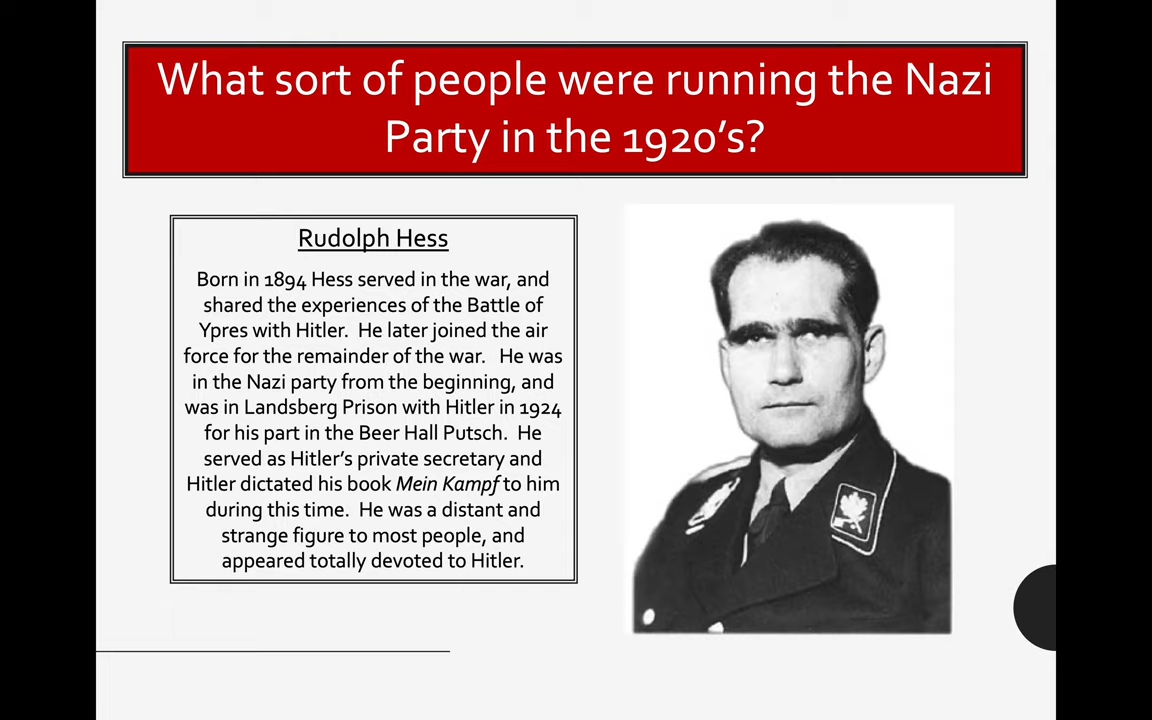 What sort of people were running the Nazi
Party in the 1920's?
Rudolph Hess
Born in 1894 Hess served in the war, and
shared the experiences of the Battle of
Ypres with Hitler. He later joined the air
force for the remainder of the war. He was
in the Nazi party from the beginning, and
was in Landsberg Prison with Hitler in 1924
for his part in the Beer Hall Putsch. He
served as Hitler's private secretary and
Hitler dictated his book Mein Kampf to him
during this time. He was a distant and
strange figure to most people, and
appeared totally devoted to Hitler.